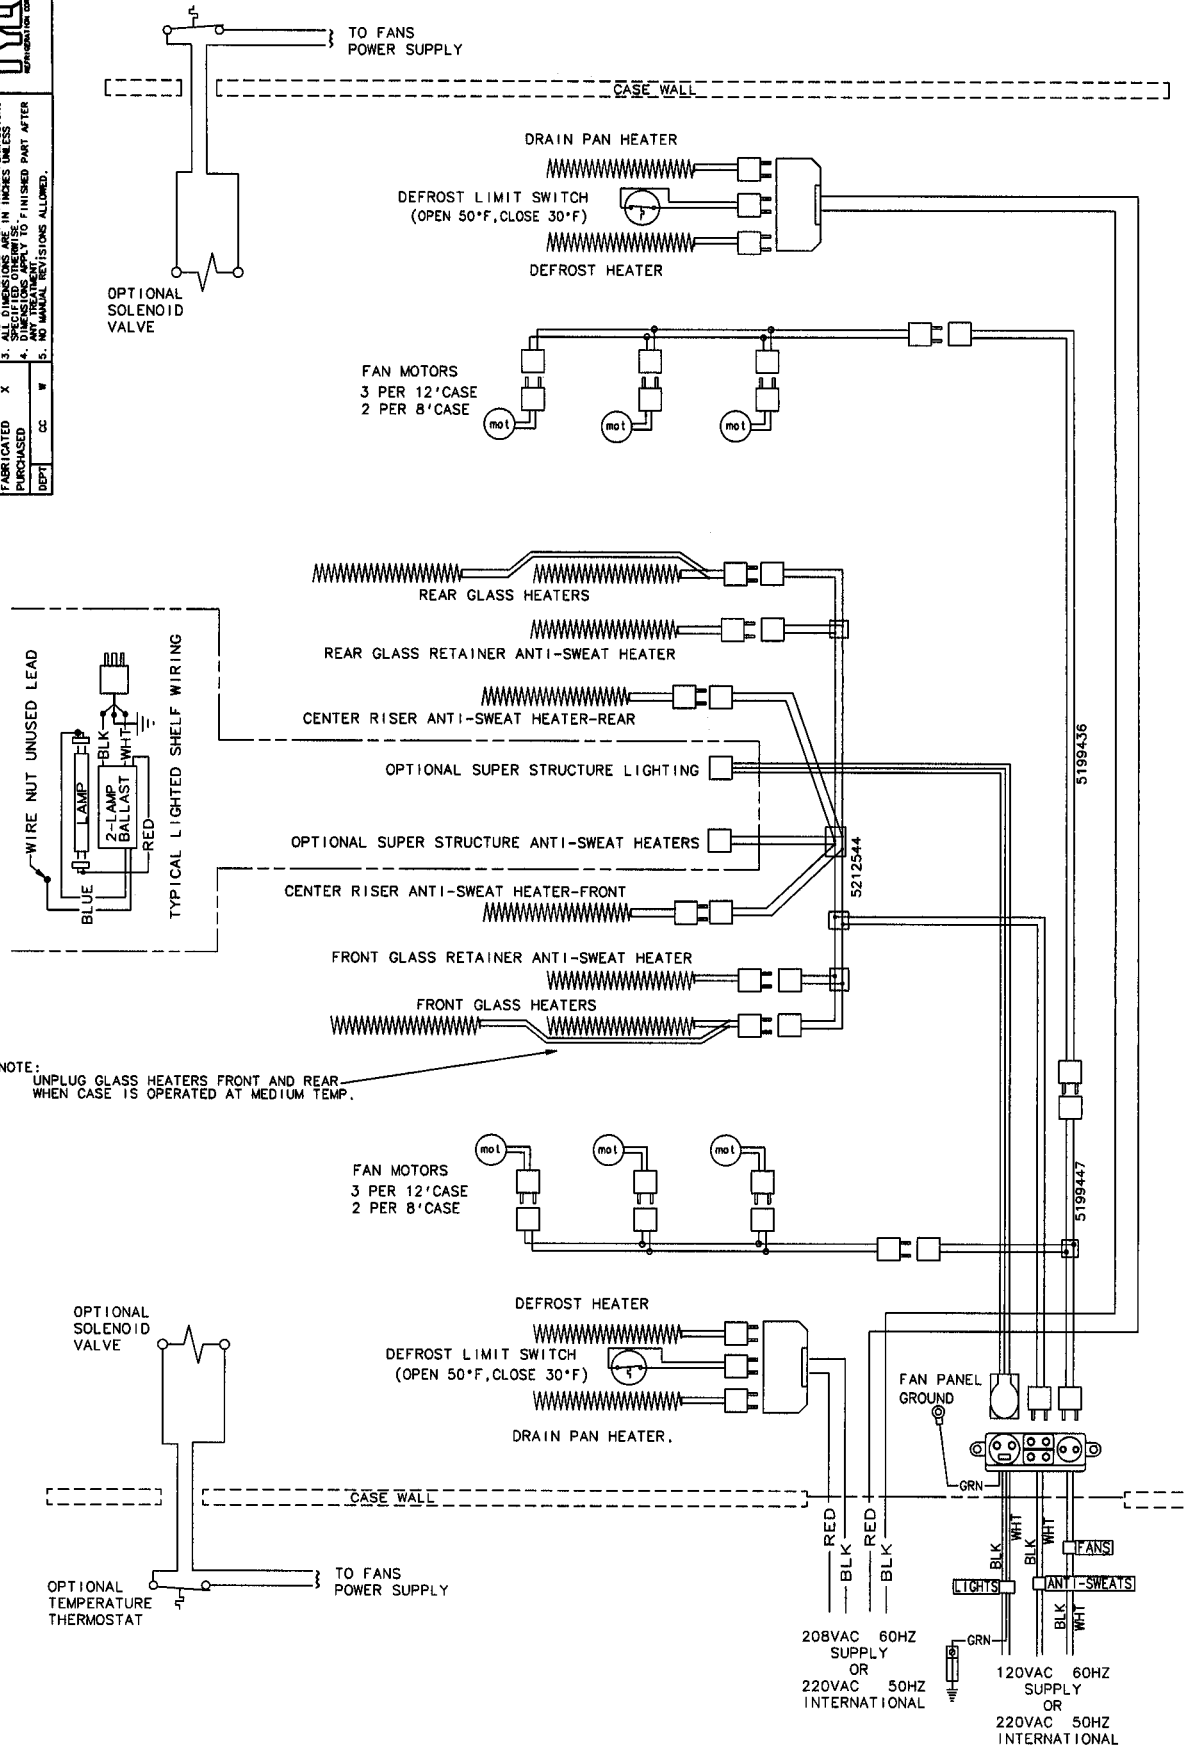 REFRIGERATION COR
3. ALL DIMENSIONS ARE IN INCHES UNLESS
SPECIFIED OTHERWISE.
4. DIMENSIONS APPLY TO FINISHED PART AFTER
ANY TREATMENT.
5. NO MANUAL REVISIONS ALLOWED.
FABRICATED X
PURCHASED
DEPT CC W
TO FANS
POWER SUPPLY
CASE WALL
DRAIN PAN HEATER
DEFROST LIMIT SWITCH
(OPEN 50°F,CLOSE 30°F)
DEFROST HEATER
OPTIONAL
SOLENOID
VALVE
FAN MOTORS
3 PER 12'CASE
2 PER 8'CASE
mot
mot
mot
REAR GLASS HEATERS
REAR GLASS RETAINER ANTI-SWEAT HEATER
CENTER RISER ANTI-SWEAT HEATER-REAR
OPTIONAL SUPER STRUCTURE LIGHTING
OPTIONAL SUPER STRUCTURE ANTI-SWEAT HEATERS
CENTER RISER ANTI-SWEAT HEATER-FRONT
FRONT GLASS RETAINER ANTI-SWEAT HEATER
FRONT GLASS HEATERS
5212544
5199436
WIRE NUT UNUSED LEAD
BLUE
LAMP
2-LAMP
BALLAST
BLK
WHT
RED
TYPICAL LIGHTED SHELF WIRING
NOTE:
UNPLUG GLASS HEATERS FRONT AND REAR
WHEN CASE IS OPERATED AT MEDIUM TEMP.
mot
mot
mot
FAN MOTORS
3 PER 12'CASE
2 PER 8'CASE
5199447
DEFROST HEATER
DEFROST LIMIT SWITCH
(OPEN 50°F,CLOSE 30°F)
DRAIN PAN HEATER.
OPTIONAL
SOLENOID
VALVE
FAN PANEL
GROUND
GRN
CASE WALL
RED
BLK
RED
BLK
BLK
WHT
BLK
WHT
FANS
LIGHTS
ANTI-SWEATS
BLK
WHT
GRN
TO FANS
POWER SUPPLY
OPTIONAL
TEMPERATURE
THERMOSTAT
208VAC 60HZ
SUPPLY
OR
220VAC 50HZ
INTERNATIONAL
120VAC 60HZ
SUPPLY
OR
220VAC 50HZ
INTERNATIONAL